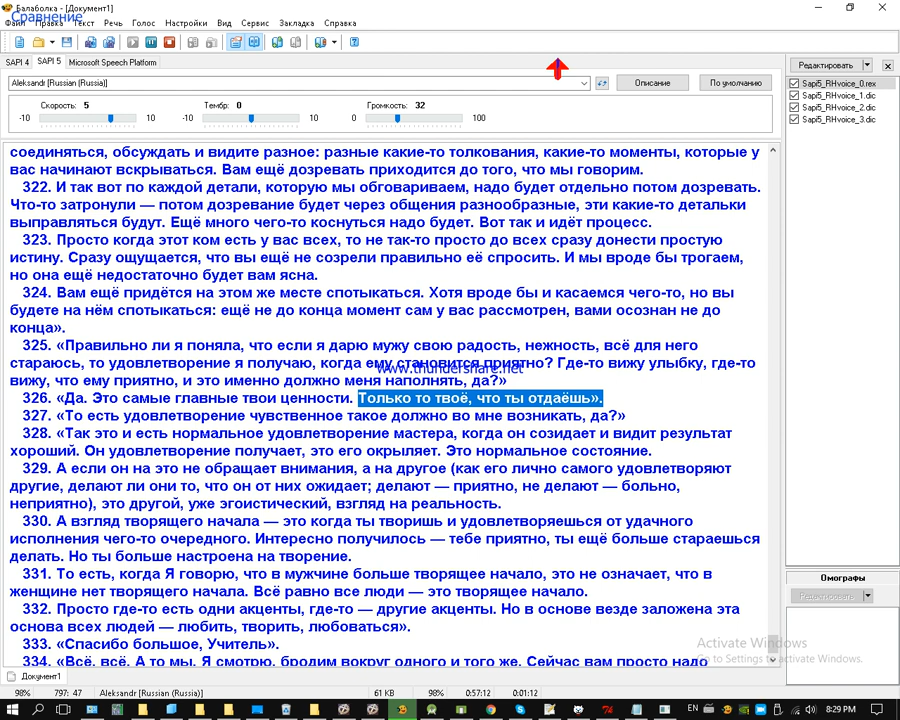 Балаболка - [Документ1]
Сравнение
Файл Правка Текст Речь Голос Настройки Вид Сервис Закладка Справка
SAPI 4 SAPI 5 Microsoft Speech Platform
Редактировать
Aleksandr [Russian (Russia)] Описание По умолчанию
Sapi5_RHvoice_0.rex
Sapi5_RHvoice_1.dic
Sapi5_RHvoice_2.dic
Sapi5_RHvoice_3.dic
Скорость: 5 Тембр: 0 Громкость: 32
-10 10 -10 10 0 100
соединяться, обсуждать и видите разное: разные какие-то толкования, какие-то моменты, которые у
вас начинают вскрываться. Вам ещё дозревать приходится до того, что мы говорим.
322. И так вот по каждой детали, которую мы обговариваем, надо будет отдельно потом дозревать.
Что-то затронули — потом дозревание будет через общения разнообразные, эти какие-то детальки
выправляться будут. Ещё много чего-то коснуться надо будет. Вот так и идёт процесс.
323. Просто когда этот ком есть у вас всех, то не так-то просто до всех сразу донести простую
истину. Сразу ощущается, что вы ещё не созрели правильно её спросить. И мы вроде бы трогаем,
но она ещё недостаточно будет вам ясна.
324. Вам ещё придётся на этом же месте спотыкаться. Хотя вроде бы и касаемся чего-то, но вы
будете на нём спотыкаться: ещё не до конца момент сам у вас рассмотрен, вами осознан не до
конца».
325. «Правильно ли я поняла, что если я дарю мужу свою радость, нежность, всё для него
стараюсь, то удовлетворение я получаю, когда ему становится приятно? Где-то вижу улыбку, где-то
www.thundershare.net
вижу, что ему приятно, и это именно должно меня наполнять, да?»
326. «Да. Это самые главные твои ценности. Только то твоё, что ты отдаёшь».
327. «То есть удовлетворение чувственное такое должно во мне возникать, да?»
328. «Так это и есть нормальное удовлетворение мастера, когда он созидает и видит результат
хороший. Он удовлетворение получает, это его окрыляет. Это нормальное состояние.
329. А если он на это не обращает внимания, а на другое (как его лично самого удовлетворяют
другие, делают ли они то, что он от них ожидает; делают — приятно, не делают — больно,
неприятно), это другой, уже эгоистический, взгляд на реальность.
330. А взгляд творящего начала — это когда ты творишь и удовлетворяешься от удачного
исполнения чего-то очередного. Интересно получилось — тебе приятно, ты ещё больше стараешься
делать. Но ты больше настроена на творение.
331. То есть, когда Я говорю, что в мужчине больше творящее начало, это не означает, что в
женщине нет творящего начала. Всё равно все люди — это творящее начало.
332. Просто где-то есть одни акценты, где-то — другие акценты. Но в основе везде заложена эта
основа всех людей — любить, творить, любоваться».
333. «Спасибо большое, Учитель».
334. «Всё, всё. А то мы, Я смотрю, бродим вокруг одного и того же. Сейчас вам просто надо
Омографы
Редактировать
Activate Windows
Go to Settings to activate Windows.
Документ1
98% 797: 47 Aleksandr [Russian (Russia)] 61 KB 98% 0:57:12 0:01:12
EN 8:29 PM